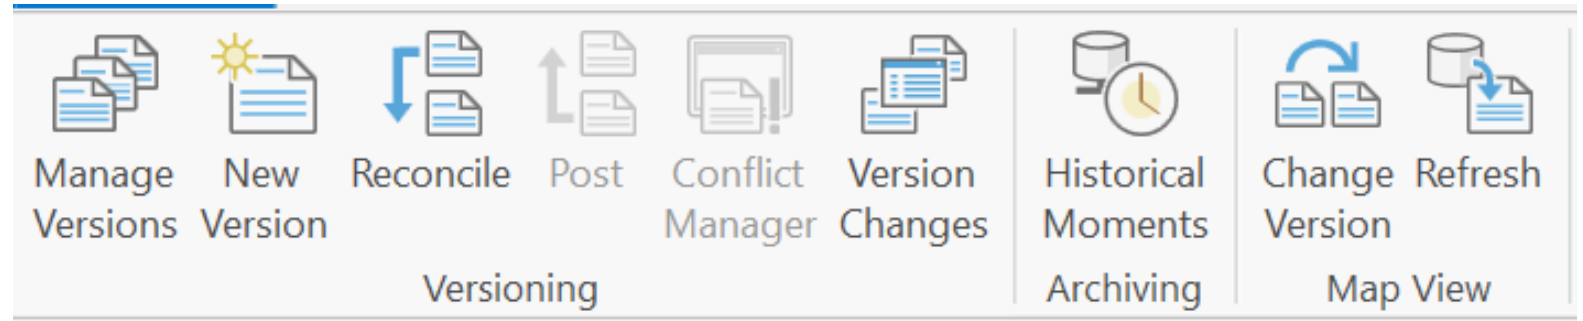 Manage
Versions
New
Version
Reconcile
Post
Conflict
Manager
Version
Changes
Versioning
Historical
Moments
Archiving
Change
Version
Refresh
Map View